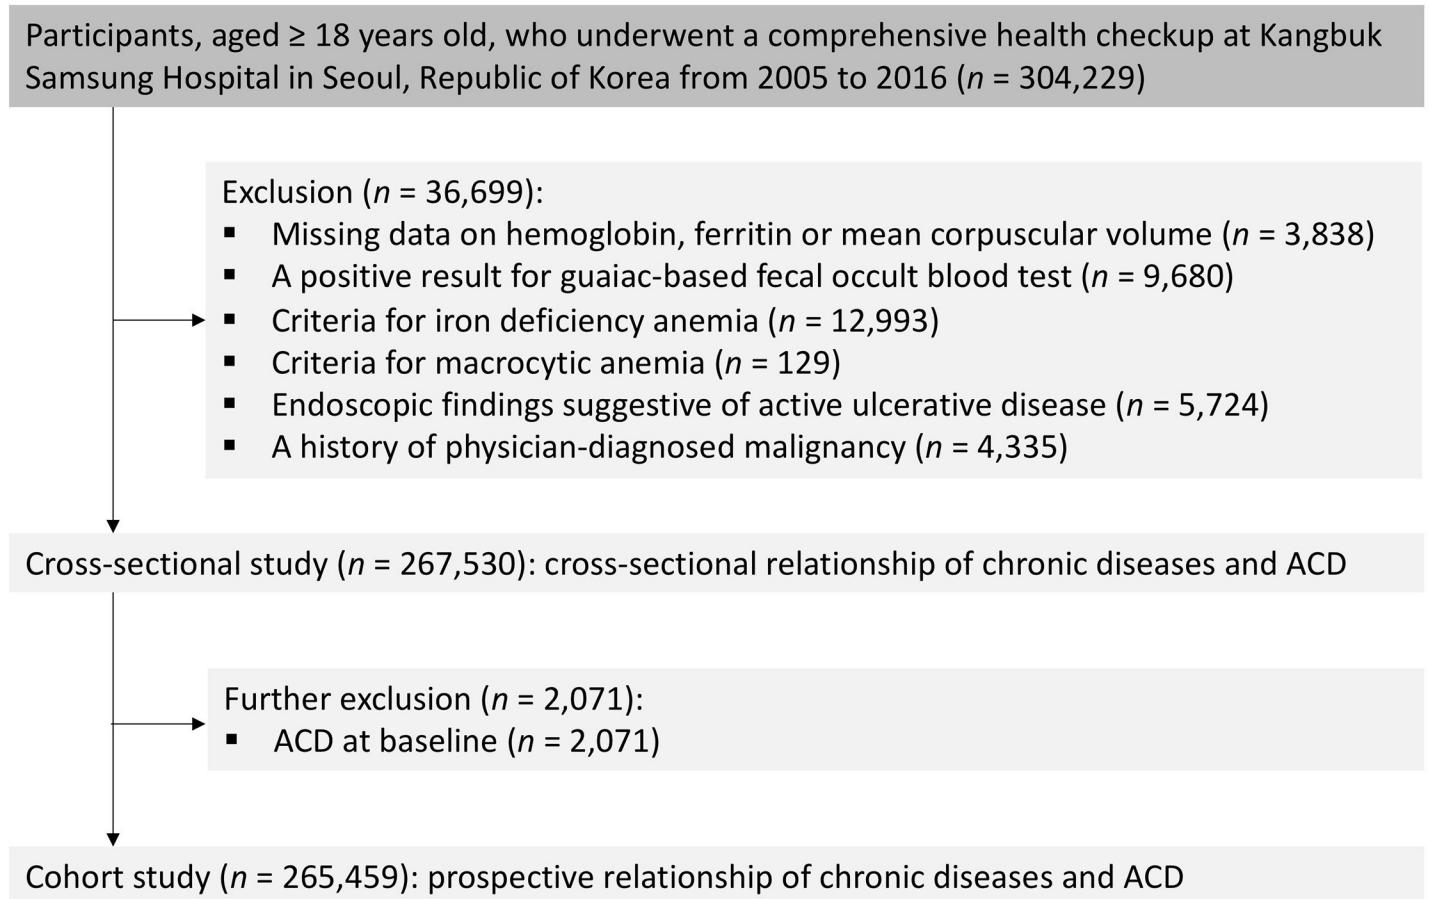 Participants, aged ≥ 18 years old, who underwent a comprehensive health checkup at Kangbuk
Samsung Hospital in Seoul, Republic of Korea from 2005 to 2016 (n = 304,229)
Exclusion (n = 36,699):
▪ Missing data on hemoglobin, ferritin or mean corpuscular volume (n = 3,838)
▪ A positive result for guaiac-based fecal occult blood test (n = 9,680)
▪ Criteria for iron deficiency anemia (n = 12,993)
▪ Criteria for macrocytic anemia (n = 129)
▪ Endoscopic findings suggestive of active ulcerative disease (n = 5,724)
▪ A history of physician-diagnosed malignancy (n = 4,335)
Cross-sectional study (n = 267,530): cross-sectional relationship of chronic diseases and ACD
Further exclusion (n = 2,071):
▪ ACD at baseline (n = 2,071)
Cohort study (n = 265,459): prospective relationship of chronic diseases and ACD